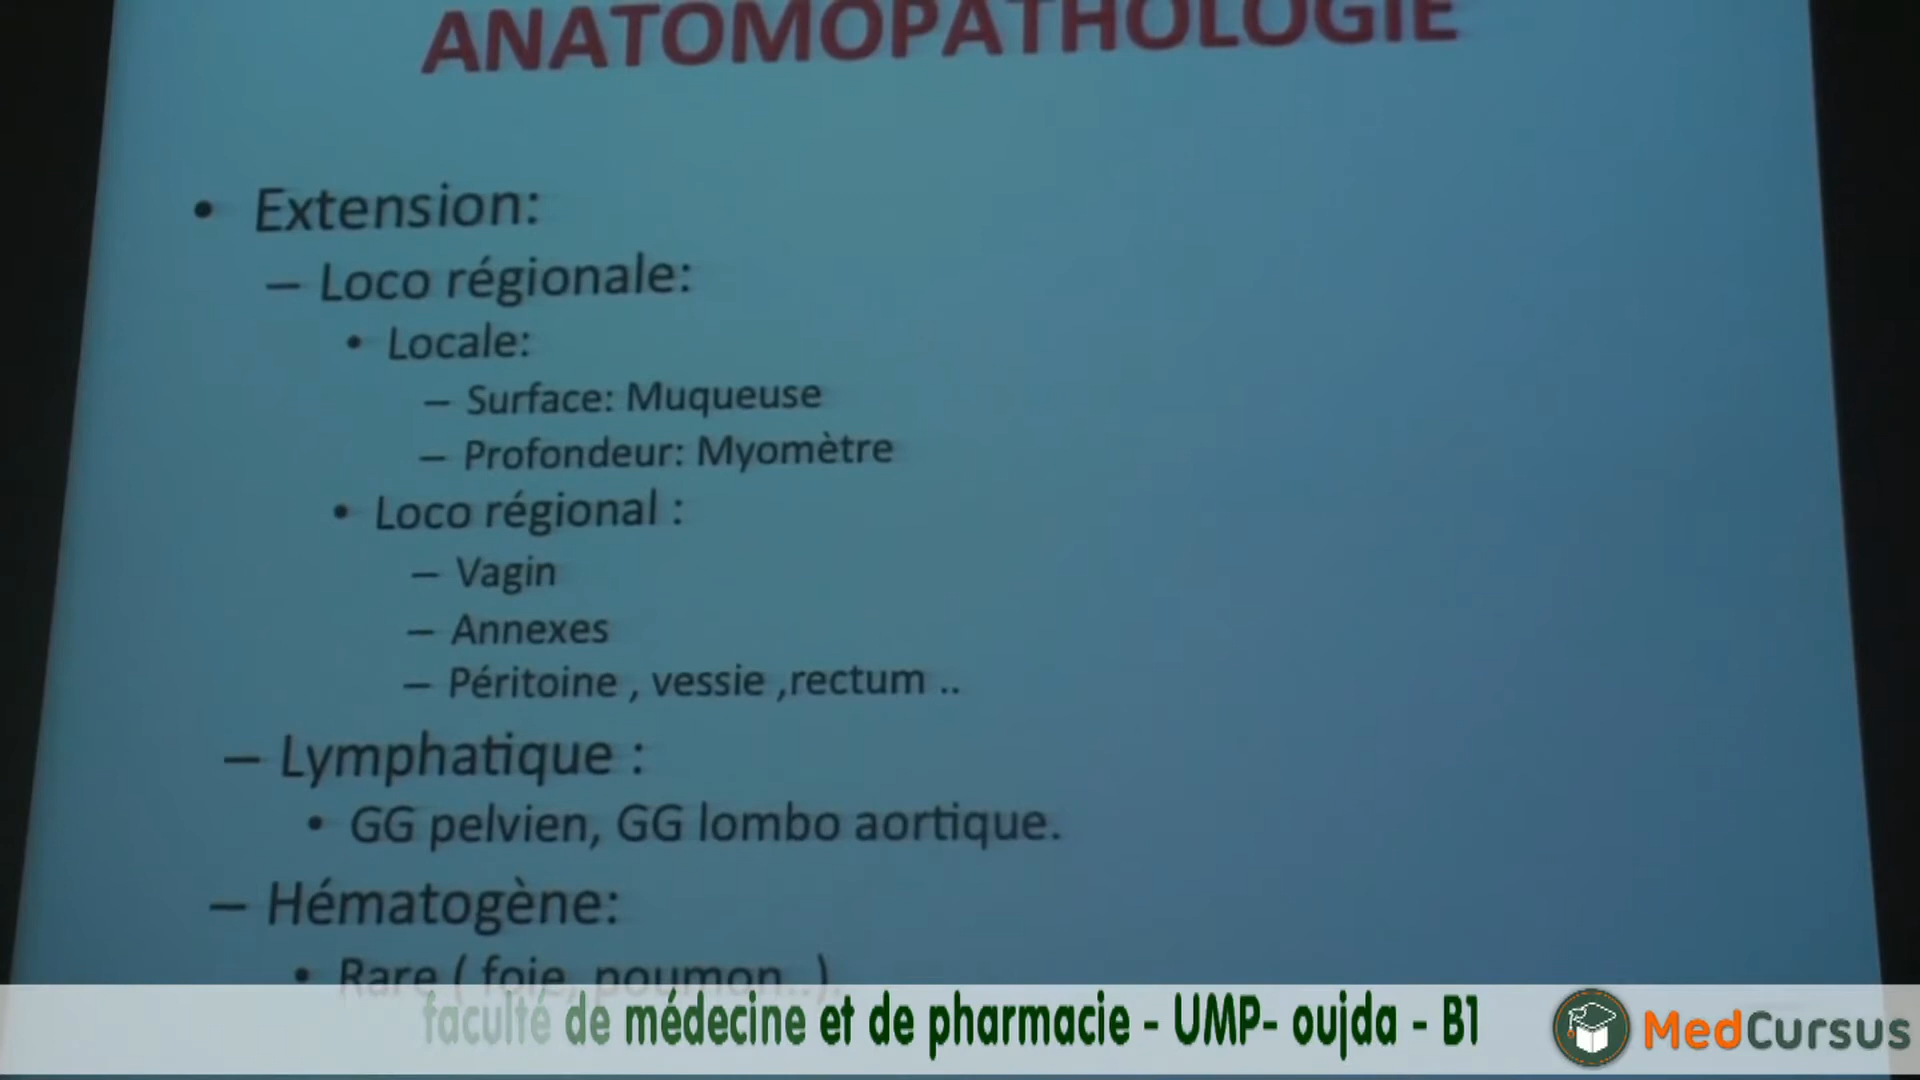 ANATOMOPATHOLOGIE
• Extension:
– Loco régionale:
• Locale:
– Surface: Muqueuse
– Profondeur: Myomètre
• Loco régional :
– Vagin
– Annexes
– Péritoine , vessie ,rectum ..
– Lymphatique :
• GG pelvien, GG lombo aortique.
– Hématogène:
• Rare ( foie, poumon..).
faculté de médecine et de pharmacie - UMP- oujda - B1
MedCursus